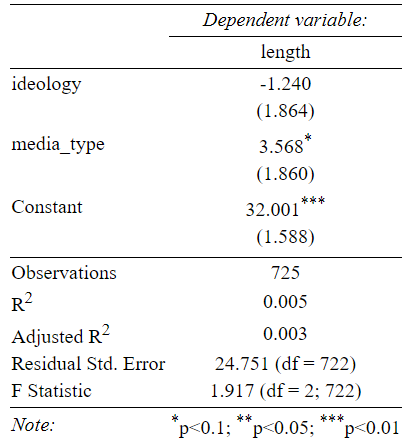 Dependent variable:
length
ideology -1.240
(1.864)
media_type 3.568*
(1.860)
Constant 32.001***
(1.588)
Observations 725
R2 0.005
Adjusted R2 0.003
Residual Std. Error 24.751 (df = 722)
F Statistic 1.917 (df = 2; 722)
Note: *p<0.1; **p<0.05; ***p<0.01